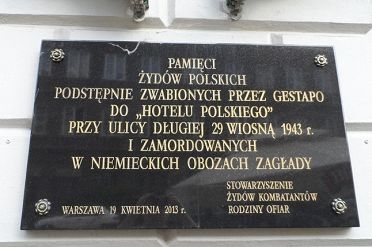 PAMIĘCI
ŻYDÓW POLSKICH
PODSTĘPNIE ZWABIONYCH PRZEZ GESTAPO
DO „HOTELU POLSKIEGO”
PRZY ULICY DŁUGIEJ 29 WIOSNĄ 1943 r.
I ZAMORDOWANYCH
W NIEMIECKICH OBOZACH ZAGŁADY
STOWARZYSZENIE
ŻYDÓW KOMBATANTÓW
WARSZAWA 19 KWIETNIA 2013 r. RODZINY OFIAR